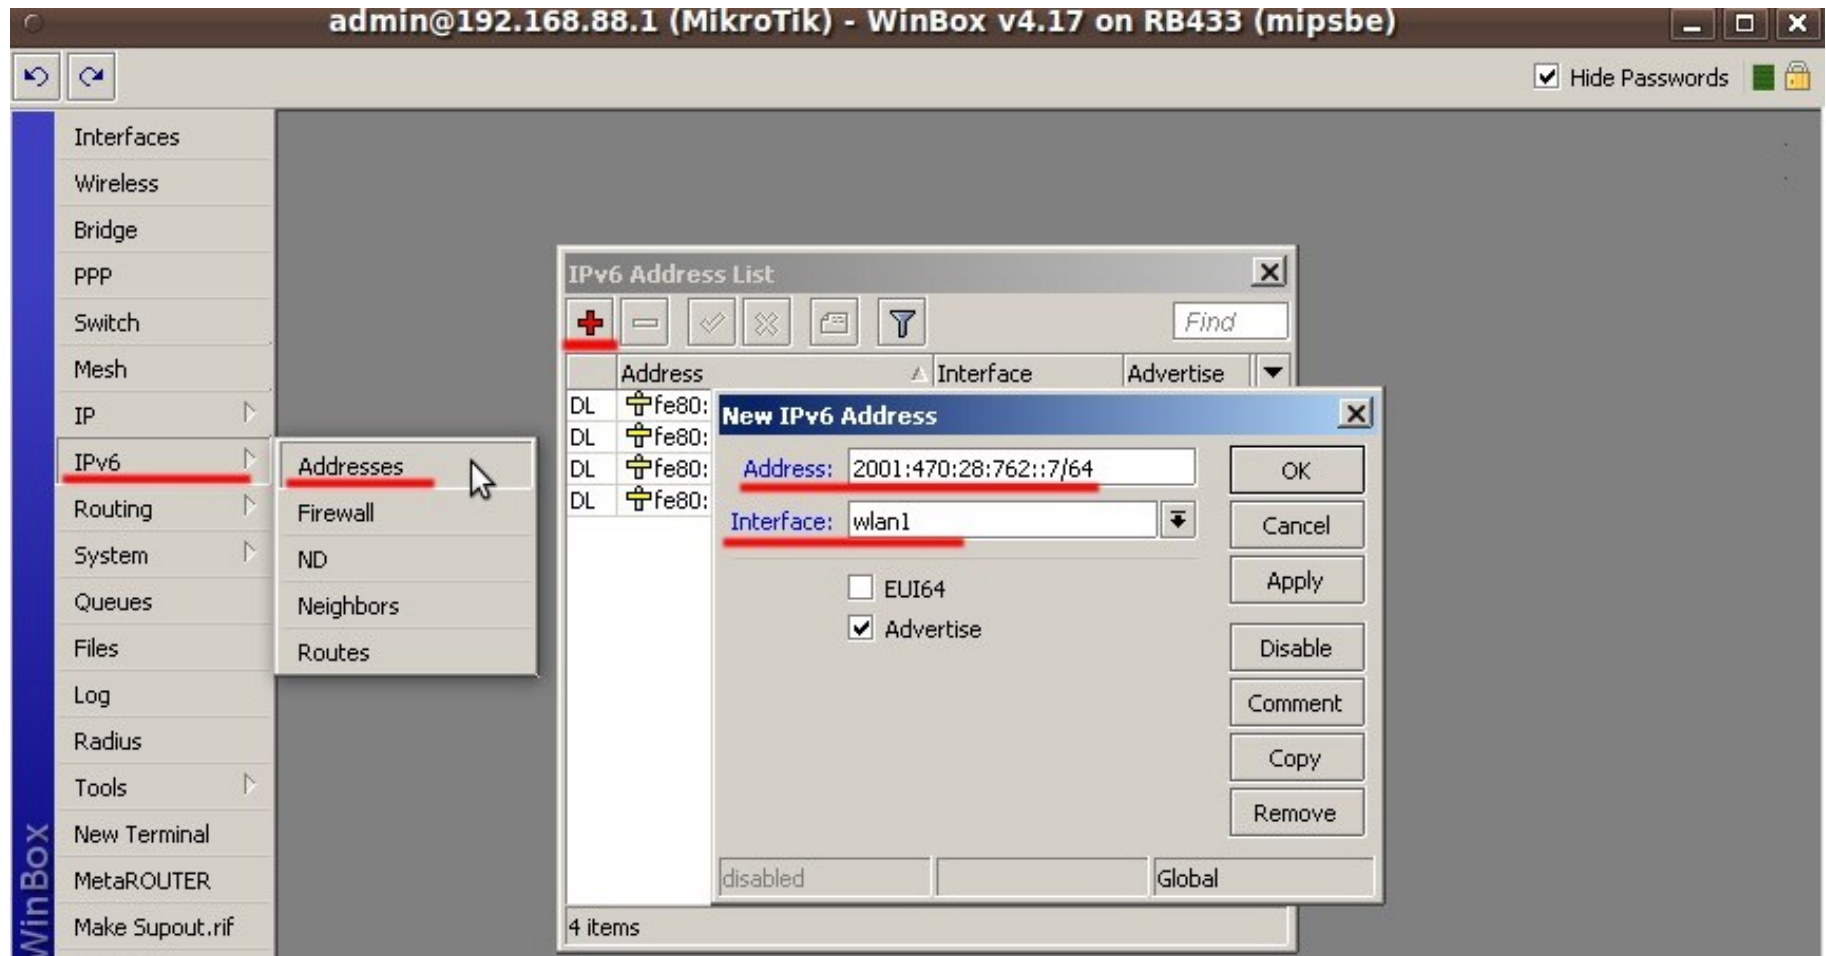 admin@192.168.88.1 (MikroTik) - WinBox v4.17 on RB433 (mipsbe)
Hide Passwords
Interfaces
Wireless
Bridge
PPP
Switch
Mesh
IP
IPv6
Routing
System
Queues
Files
Log
Radius
Tools
New Terminal
MetaROUTER
Make Supout.rif
WinBox
Addresses
Firewall
ND
Neighbors
Routes
IPv6 Address List
Find
Address Interface Advertise
DL fe80:
DL fe80:
DL fe80:
DL fe80:
4 items
New IPv6 Address
Address: 2001:470:28:762::7/64
Interface: wlan1
EUI64
Advertise
OK
Cancel
Apply
Disable
Comment
Copy
Remove
disabled
Global